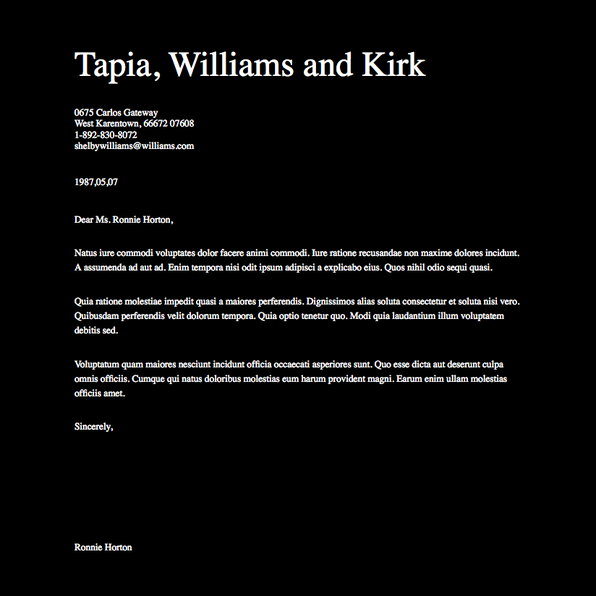 Tapia, Williams and Kirk
0675 Carlos Gateway
West Karentown, 66672 07608
1-892-830-8072
shelbywilliams@williams.com
1987,05,07
Dear Ms. Ronnie Horton,
Natus iure commodi voluptates dolor facere animi commodi. Iure ratione recusandae non maxime dolores incidunt.
A assumenda ad aut ad. Enim tempora nisi odit ipsum adipisci a explicabo eius. Quos nihil odio sequi quasi.
Quia ratione molestiae impedit quasi a maiores perferendis. Dignissimos alias soluta consectetur et soluta nisi vero.
Quibusdam perferendis velit dolorum tempora. Quia optio tenetur quo. Modi quia laudantium illum voluptatem
debitis sed.
Voluptatum quam maiores nesciunt incidunt officia occaecati asperiores sunt. Quo esse dicta aut deserunt culpa
omnis officiis. Cumque qui natus doloribus molestias eum harum provident magni. Earum enim ullam molestias
officiis amet.
Sincerely,
Ronnie Horton